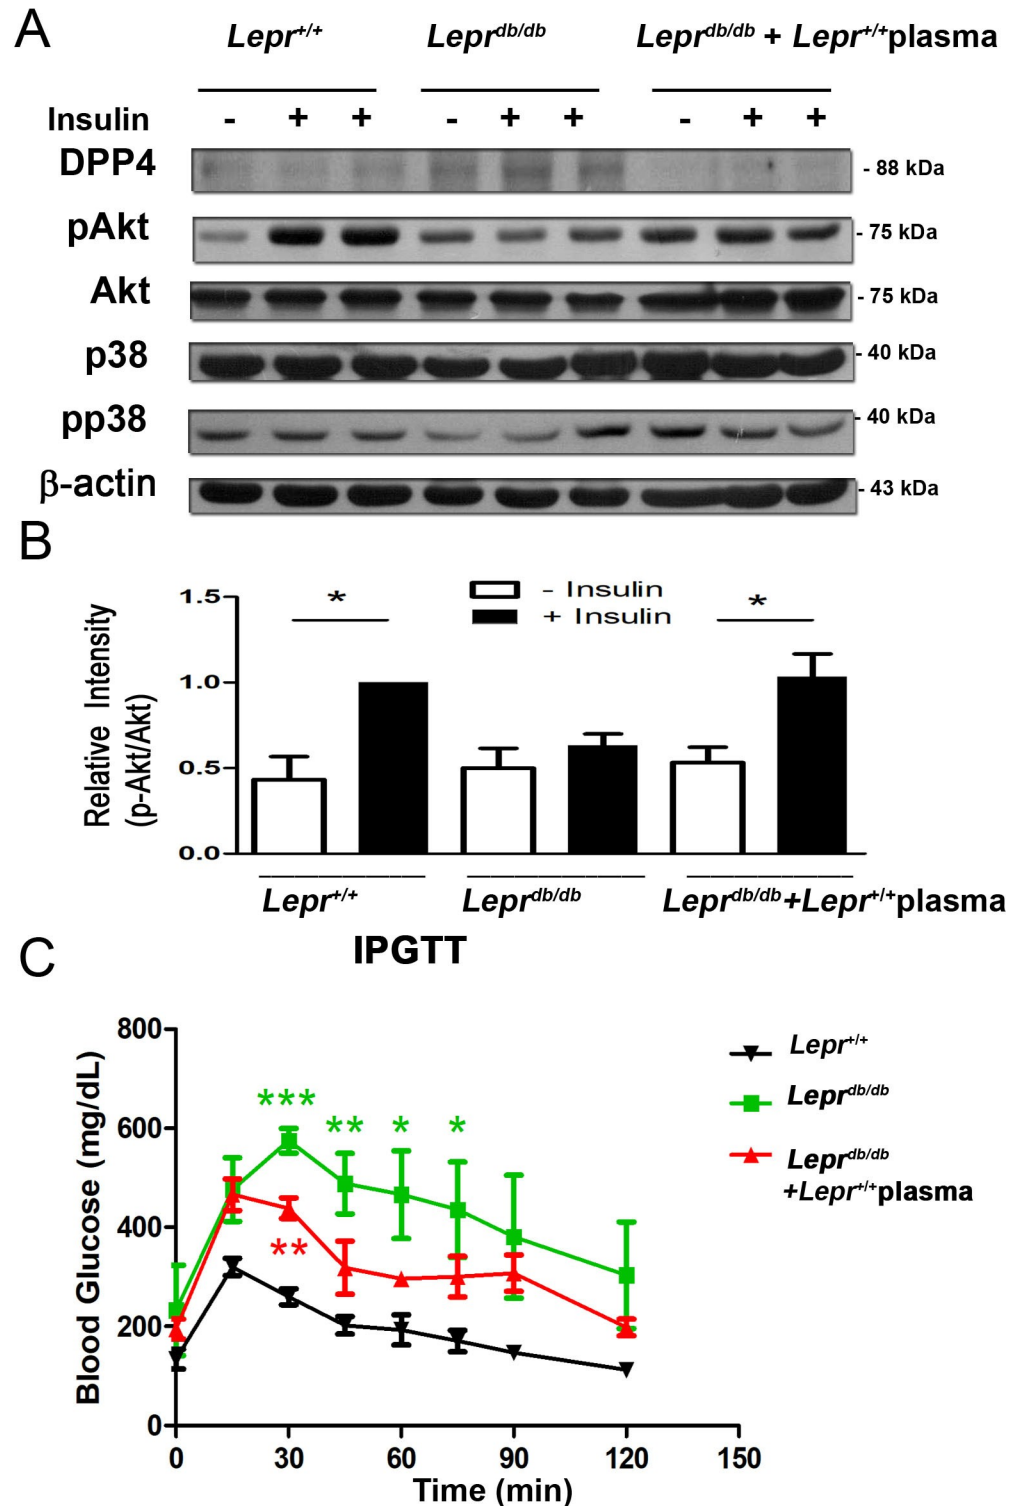 A
Lepr+/+ Leprdb/db Leprdb/db + Lepr+/+plasma
Insulin - + + - + + - + +
DPP4 - 88 kDa
pAkt - 75 kDa
Akt - 75 kDa
p38 - 40 kDa
pp38 - 40 kDa
β-actin - 43 kDa
B
Relative Intensity
(p-Akt/Akt)
1.5
1.0
0.5
0.0
* *
- Insulin
+ Insulin
Lepr+/+ Leprdb/db Leprdb/db+Lepr+/+plasma
C
IPGTT
Blood Glucose (mg/dL)
800
600
400
200
0
*** ** * *
**
Lepr+/+
Leprdb/db
Leprdb/db
+Lepr+/+plasma
0 30 60 90 120 150
Time (min)